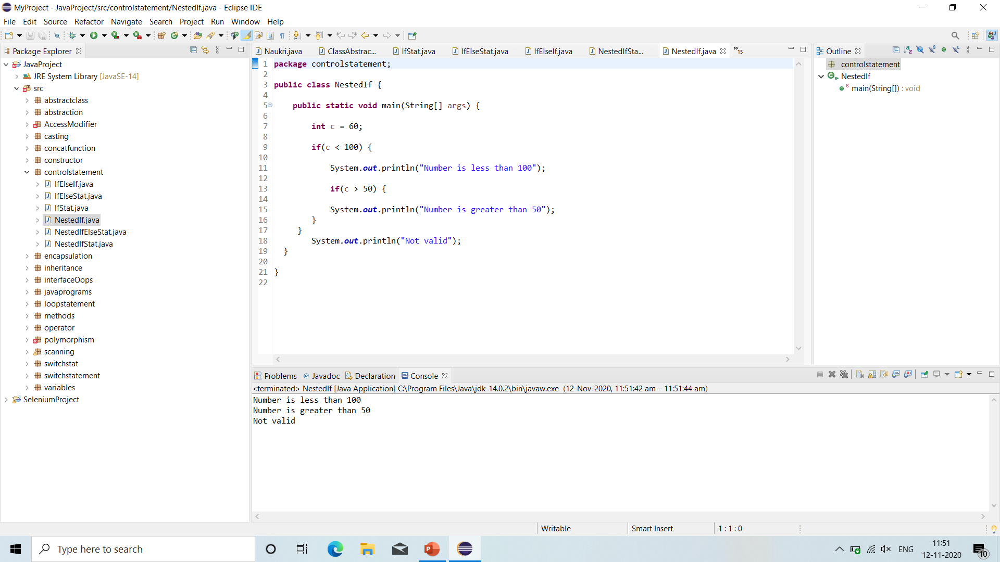 MyProject - JavaProject/src/controlstatement/NestedIf.java - Eclipse IDE
File Edit Source Refactor Navigate Search Project Run Window Help
Package Explorer
JavaProject
JRE System Library [JavaSE-14]
src
abstractclass
abstraction
AccessModifier
casting
concatfunction
constructor
controlstatement
IfElseIf.java
IfElseStat.java
IfStat.java
NestedIf.java
NestedIfElseStat.java
NestedIfStat.java
encapsulation
inheritance
interfaceOops
javaprograms
loopstatement
methods
operator
polymorphism
scanning
switchstat
switchstatement
variables
SeleniumProject
Naukri.java ClassAbstrac... IfStat.java IfElseStat.java IfElseIf.java NestedIfSta... NestedIf.java »15
1 package controlstatement;
2
3 public class NestedIf {
4
5 public static void main(String[] args) {
6
7 int c = 60;
8
9 if(c < 100) {
10
11 System.out.println("Number is less than 100");
12
13 if(c > 50) {
14
15 System.out.println("Number is greater than 50");
16 }
17 }
18 System.out.println("Not valid");
19 }
20
21 }
22
Outline
controlstatement
NestedIf
main(String[]) : void
Problems @ Javadoc Declaration Console
<terminated> NestedIf [Java Application] C:\Program Files\Java\jdk-14.0.2\bin\javaw.exe (12-Nov-2020, 11:51:42 am – 11:51:44 am)
Number is less than 100
Number is greater than 50
Not valid
Writable Smart Insert 1 : 1 : 0
Type here to search
ENG
11:51
12-11-2020
10